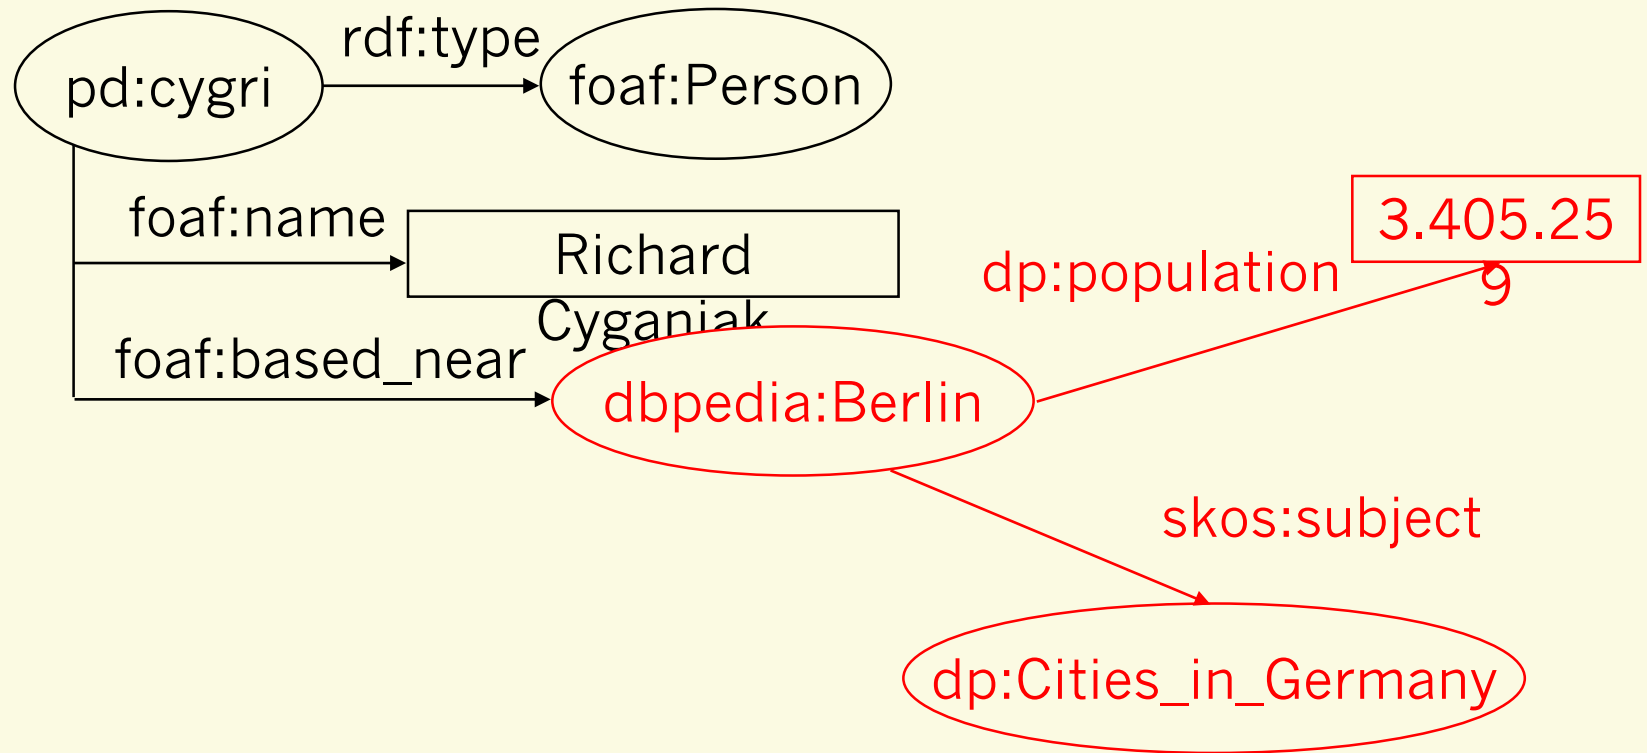 rdf:type
pd:cygri
foaf:Person
foaf:name
Richard
Cyganiak
3.405.25
9
dp:population
foaf:based_near
dbpedia:Berlin
skos:subject
dp:Cities_in_Germany